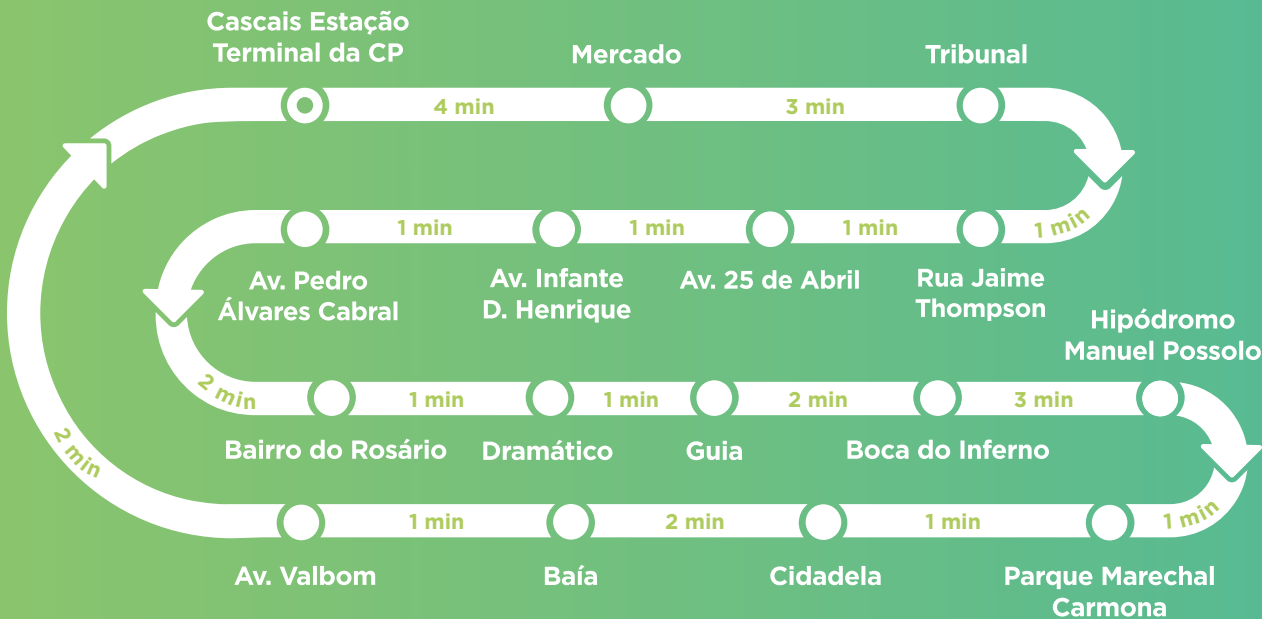 Cascais Estação
Terminal da CP
Mercado
Tribunal
4 min
3 min
1 min
1 min
1 min
1 min
Av. Pedro
Álvares Cabral
Av. Infante
D. Henrique
Av. 25 de Abril
Rua Jaime
Thompson
Hipódromo
Manuel Possolo
2 min
1 min
1 min
2 min
3 min
Bairro do Rosário
Dramático
Guia
Boca do Inferno
2 min
1 min
2 min
1 min
1 min
Av. Valbom
Baía
Cidadela
Parque Marechal
Carmona